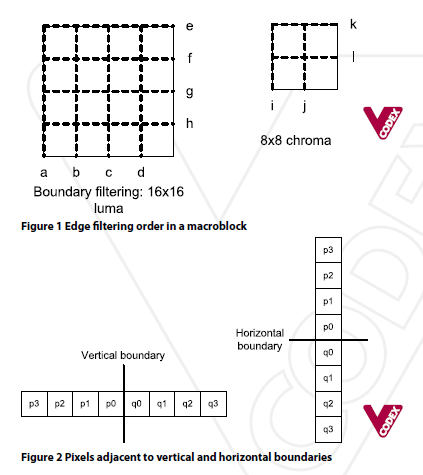 e
f
g
h
a b c d
Boundary filtering: 16x16
luma
k
l
i j
8x8 chroma
VCODEX
Figure 1 Edge filtering order in a macroblock
Vertical boundary
p3 p2 p1 p0 q0 q1 q2 q3
Horizontal
boundary
p3
p2
p1
p0
q0
q1
q2
q3
VCODEX
Figure 2 Pixels adjacent to vertical and horizontal boundaries
CODEX